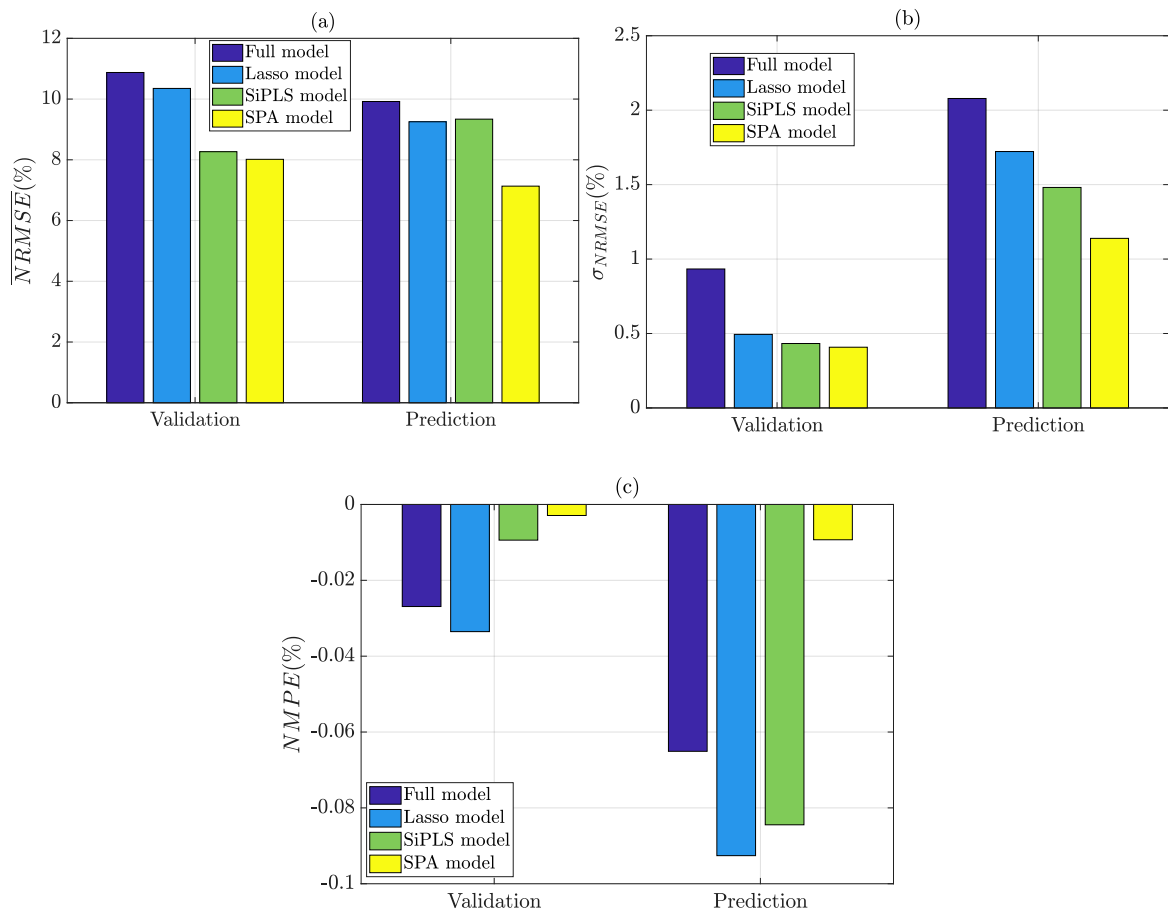 (a)
12
10
8
6
4
2
0
$\overline{NRMSE}(\%)$
Full model
Lasso model
SiPLS model
SPA model
Validation
Prediction
(b)
2.5
2
1.5
1
0.5
0
$\sigma_{NRMSE}(\%)$
Full model
Lasso model
SiPLS model
SPA model
Validation
Prediction
(c)
0
-0.02
-0.04
-0.06
-0.08
-0.1
NMPE(%)
Full model
Lasso model
SiPLS model
SPA model
Validation
Prediction